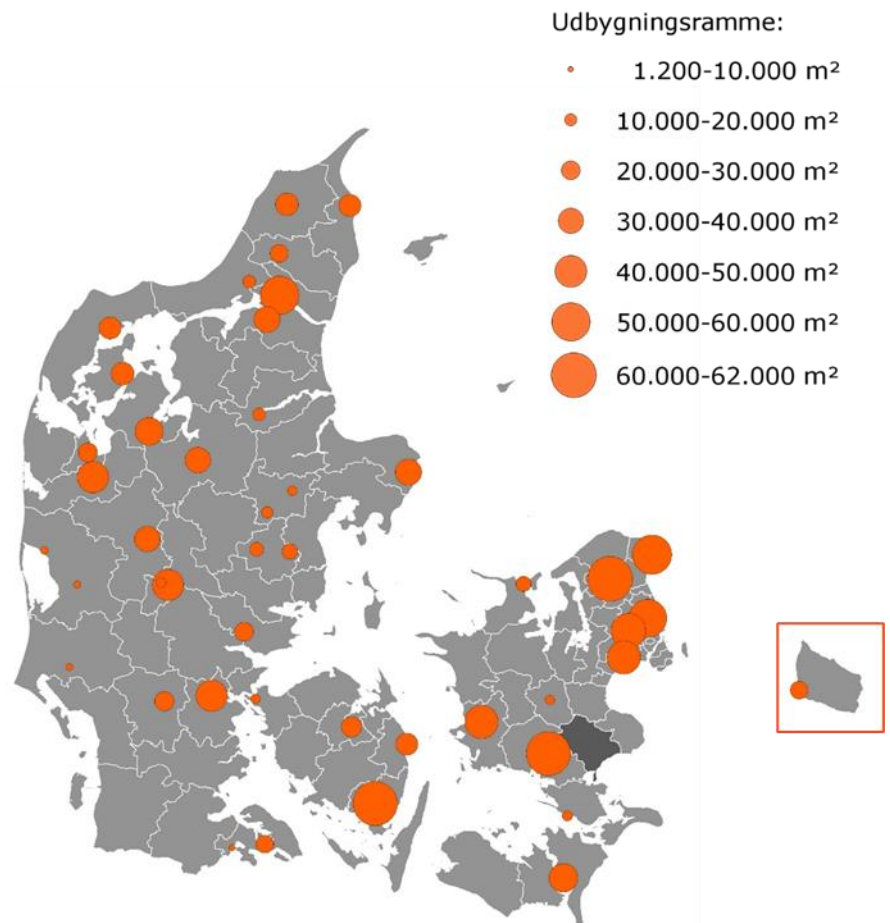 Udbygningsramme:
1.200-10.000 m²
10.000-20.000 m²
20.000-30.000 m²
30.000-40.000 m²
40.000-50.000 m²
50.000-60.000 m²
60.000-62.000 m²